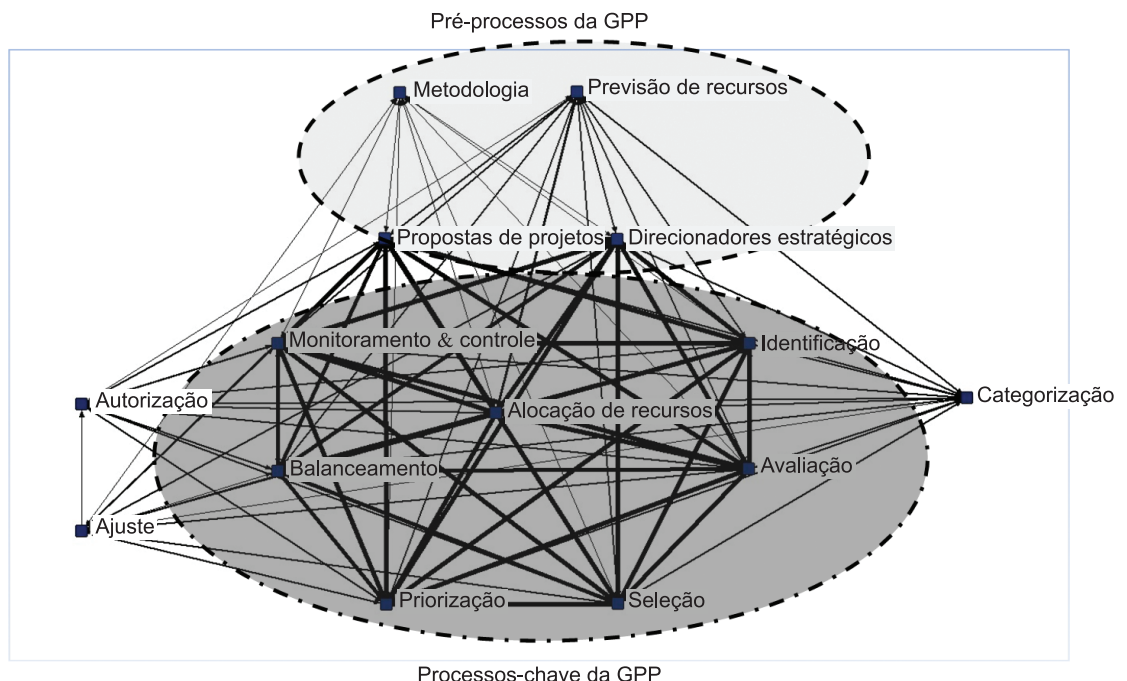 Pré-processos da GPP
Metodologia
Previsão de recursos
Propostas de projetos
Direcionadores estratégicos
Monitoramento & controle
Identificação
Autorização
Alocação de recursos
Categorização
Balanceamento
Avaliação
Ajuste
Priorização
Seleção
Processos-chave da GPP